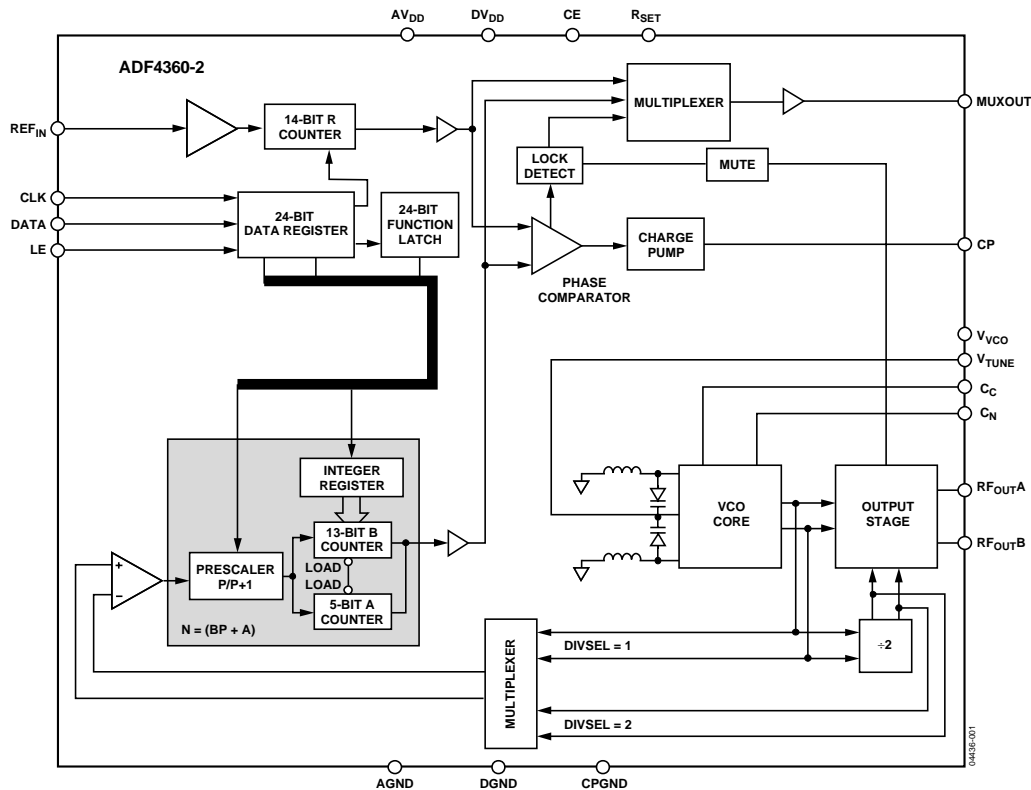 AVDD
DVDD
CE
RSET
ADF4360-2
MULTIPLEXER
MUXOUT
REFIN
14-BIT R
COUNTER
LOCK
DETECT
MUTE
CLK
DATA
LE
24-BIT
DATA REGISTER
24-BIT
FUNCTION
LATCH
CHARGE
PUMP
CP
PHASE
COMPARATOR
VVCO
VTUNE
CC
CN
INTEGER
REGISTER
13-BIT B
COUNTER
LOAD
LOAD
5-BIT A
COUNTER
PRESCALER
P/P+1
+
–
N = (BP + A)
VCO
CORE
OUTPUT
STAGE
RFOUTA
RFOUTB
MULTIPLEXER
DIVSEL = 1
DIVSEL = 2
÷2
04436-001
AGND
DGND
CPGND